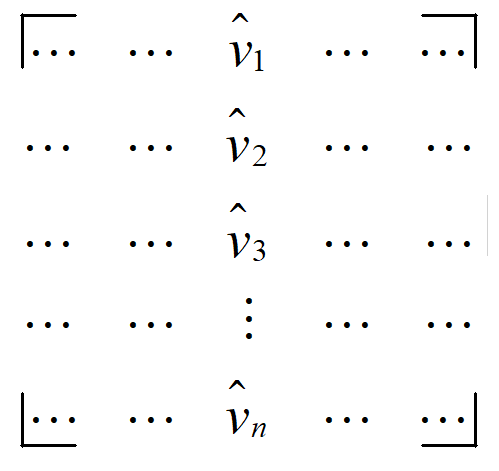 ⋯ ⋯ v̂₁ ⋯ ⋯
⋯ ⋯ v̂₂ ⋯ ⋯
⋯ ⋯ v̂₃ ⋯ ⋯
⋯ ⋯ ⋮ ⋯ ⋯
⋯ ⋯ v̂ₙ ⋯ ⋯